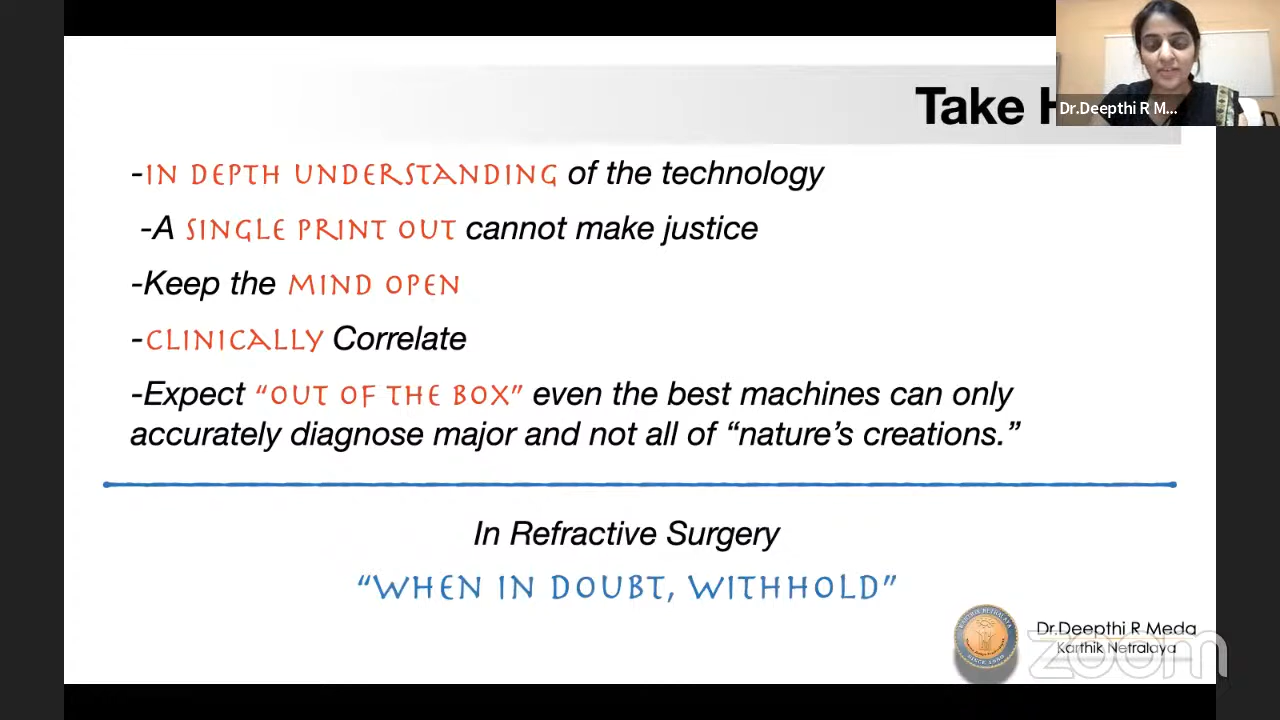 Take
Dr.Deepthi R M...
-IN DEPTH UNDERSTANDING of the technology
-A SINGLE PRINT OUT cannot make justice
-Keep the MIND OPEN
-CLINICALLY Correlate
-Expect “OUT OF THE BOX” even the best machines can only
accurately diagnose major and not all of “nature’s creations.”
In Refractive Surgery
“WHEN IN DOUBT, WITHHOLD”
Dr.Deepthi R Meda
Karthik Netralaya
zoom